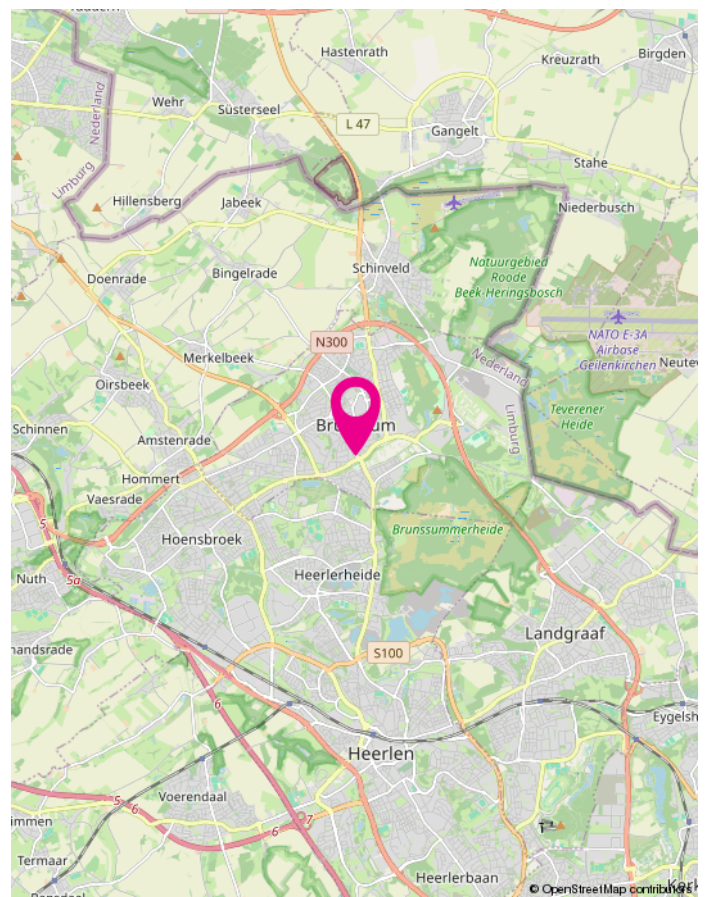 Hastenrath
Kreuzrath
Birgden
Wehr
Süsterseel
L 47
Gangelt
Nederland
Limburg
Stahe
Hillensberg
Jabeek
Niederbusch
Doenrade
Bingelrade
Schinveld
Natuurgebied
Roode
Beek-Heringsbosch
NATO E-3A
Airbase
Geilenkirchen
N300
Merkelbeek
Nederland
Limburg
Oirsbeek
Teverener
Heide
Schinnen
Amstenrade
Hommert
Vaesrade
5
Hoensbroek
Brunssummerheide
Nuth
5a
Heerlerheide
Landgraaf
S100
6
Heerlen
Voerendaal
5
6
6
7
Termaar
Heerlerbaan
© OpenStreetMap contributors